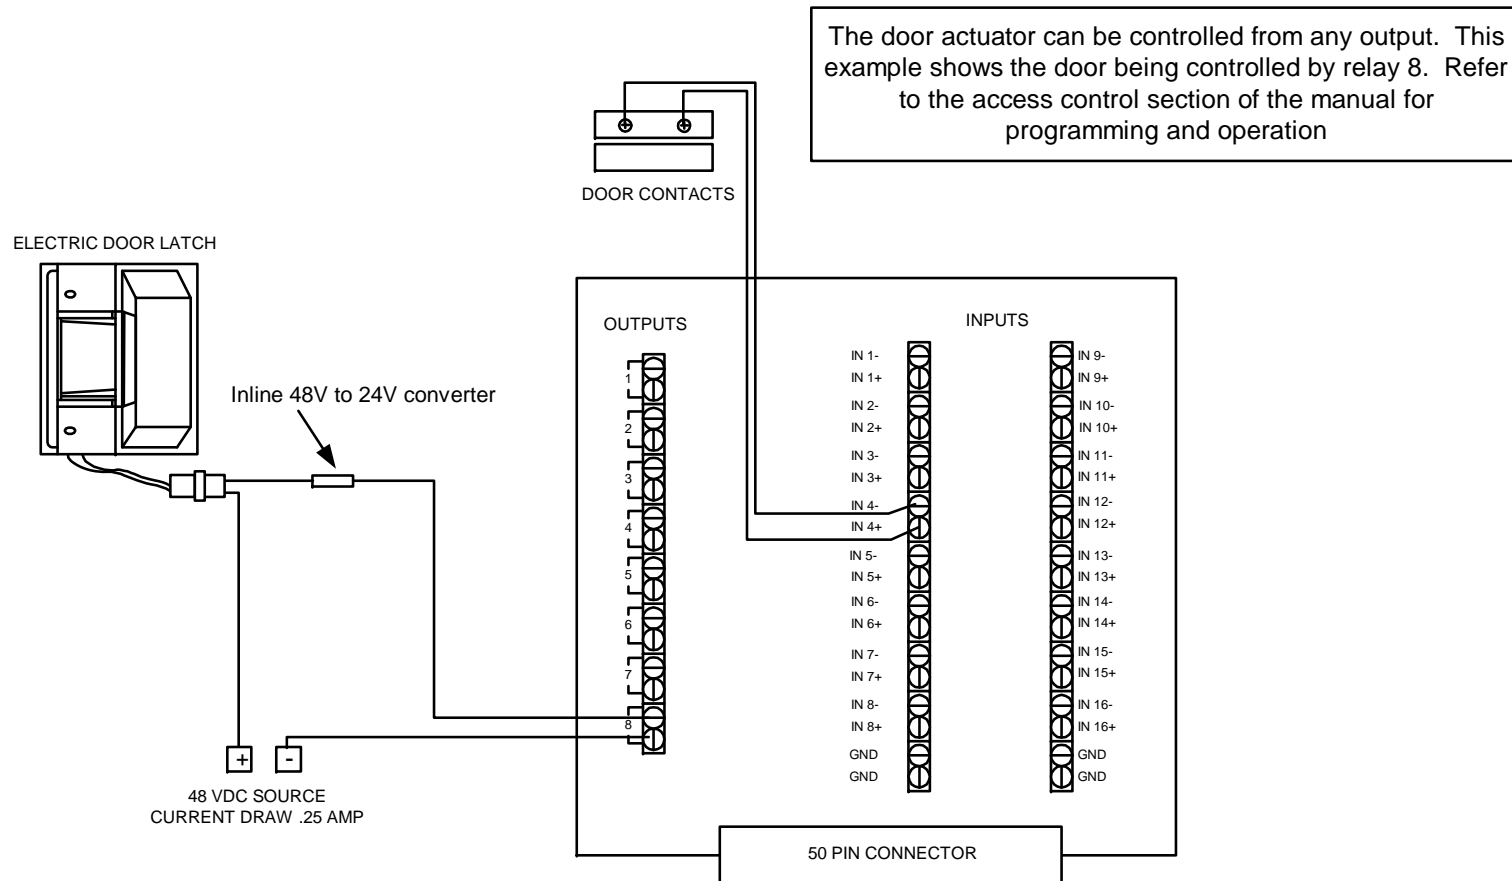 The door actuator can be controlled from any output.  This
example shows the door being controlled by relay 8.  Refer
to the access control section of the manual for
programming and operation
DOOR CONTACTS
ELECTRIC DOOR LATCH
Inline 48V to 24V converter
+
-
48 VDC SOURCE
CURRENT DRAW .25 AMP
OUTPUTS
1
2
3
4
5
6
7
8
INPUTS
IN 1-
IN 1+
IN 2-
IN 2+
IN 3-
IN 3+
IN 4-
IN 4+
IN 5-
IN 5+
IN 6-
IN 6+
IN 7-
IN 7+
IN 8-
IN 8+
GND
GND
IN 9-
IN 9+
IN 10-
IN 10+
IN 11-
IN 11+
IN 12-
IN 12+
IN 13-
IN 13+
IN 14-
IN 14+
IN 15-
IN 15+
IN 16-
IN 16+
GND
GND
50 PIN CONNECTOR